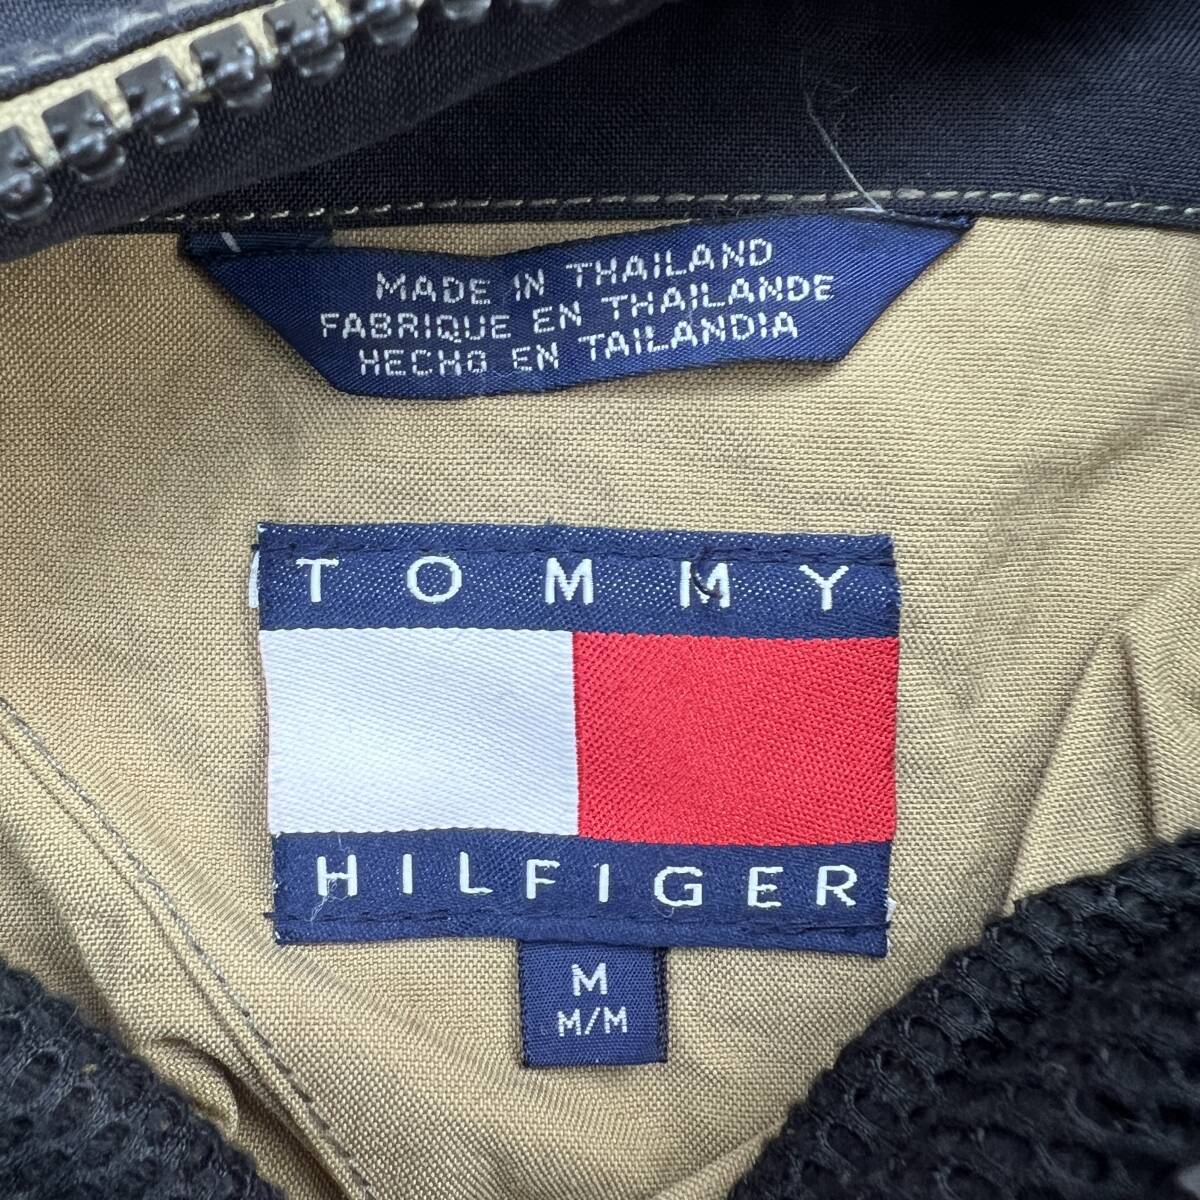 MADE IN THAILAND
FABRIQUE EN THAILANDE
HECHO EN TAILANDIA
TOMMY
HILFIGER
M
M/M